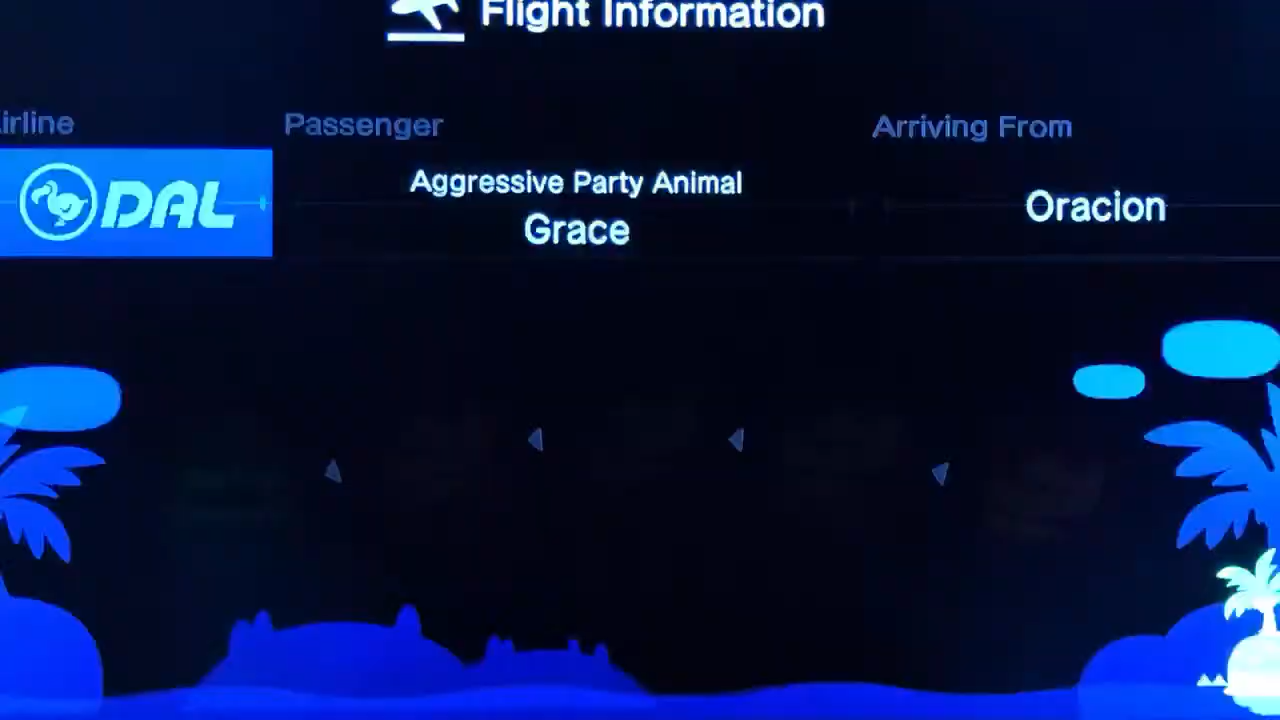 Flight Information
irline
Passenger
Arriving From
DAL
Aggressive Party Animal
Grace
Oracion